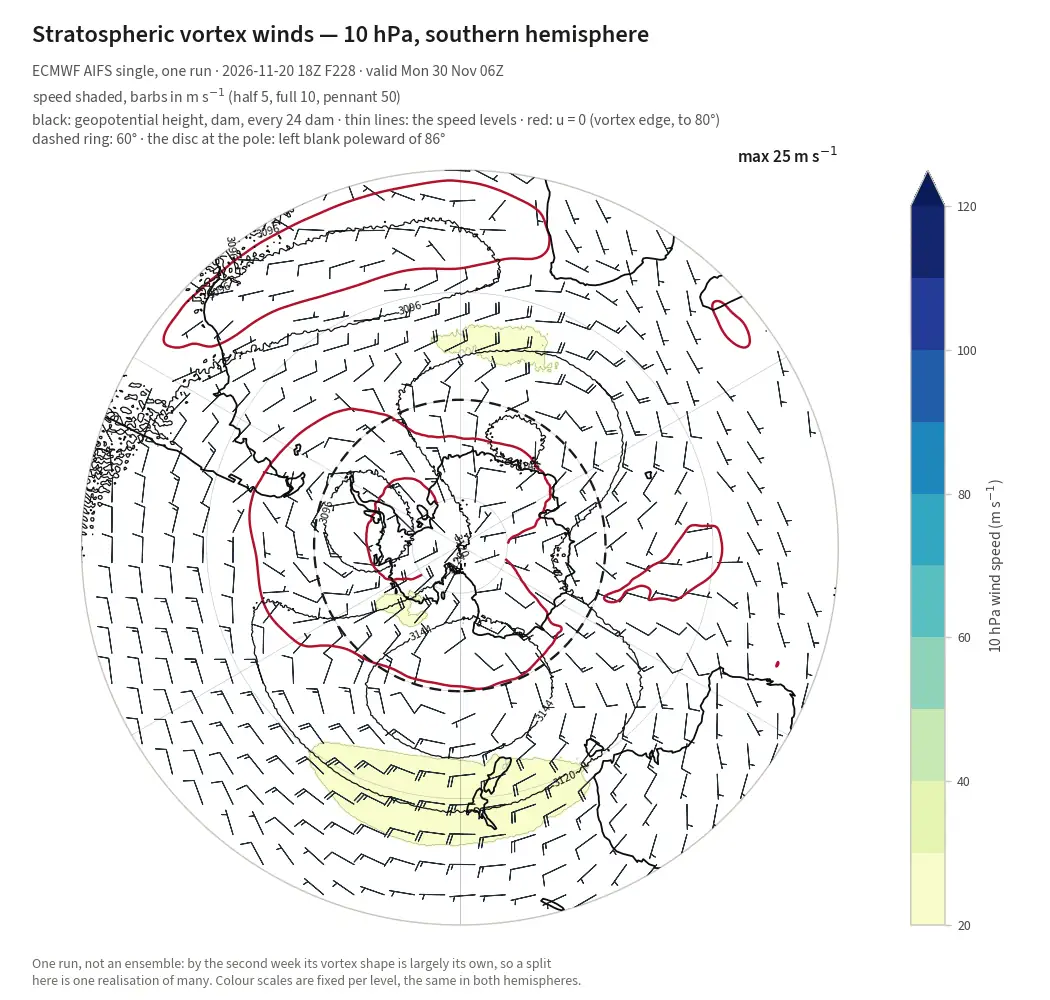 Stratospheric vortex winds — 10 hPa, southern hemisphere
ECMWF AIFS single, one run · 2026-11-20 18Z F228 · valid Mon 30 Nov 06Z
speed shaded, barbs in m s⁻¹ (half 5, full 10, pennant 50)
black: geopotential height, dam, every 24 dam · thin lines: the speed levels · red: u = 0 (vortex edge, to 80°)
dashed ring: 60° · the disc at the pole: left blank poleward of 86°
max 25 m s⁻¹
120
100
80
60
40
20
10 hPa wind speed (m s⁻¹)
3096
3096
3096
3144
3144
3120
One run, not an ensemble: by the second week its vortex shape is largely its own, so a split
here is one realisation of many. Colour scales are fixed per level, the same in both hemispheres.